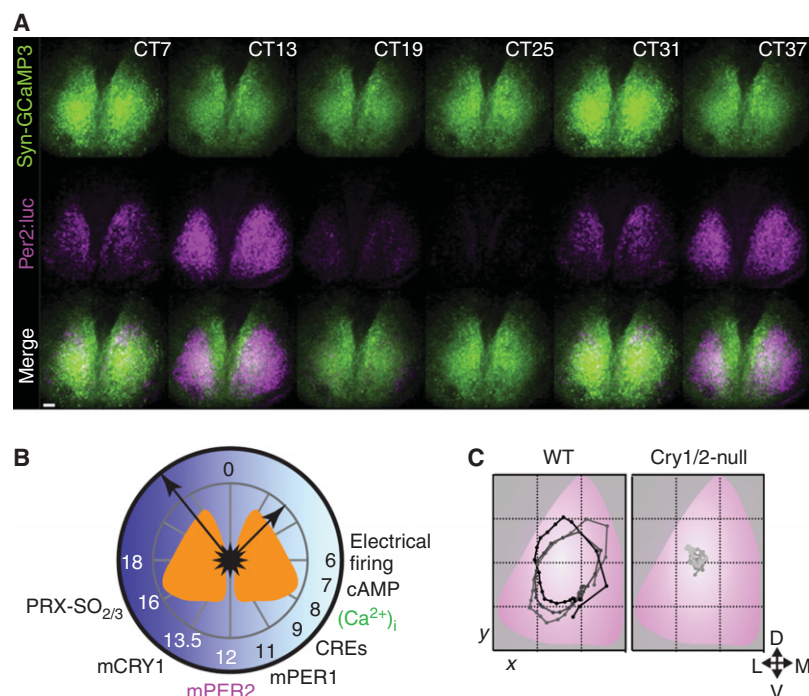 A
CT7 CT13 CT19 CT25 CT31 CT37
Syn-GCaMP3
Per2:luc
Merge
B
0
Electrical
firing
6
cAMP
7
(Ca²⁺)ᵢ
8
CREs
9
mPER1
11
mPER2
12
mCRY1
13.5
PRX-SO₂/₃
16
18
C
WT Cry1/2-null
y
x
D
L M
V